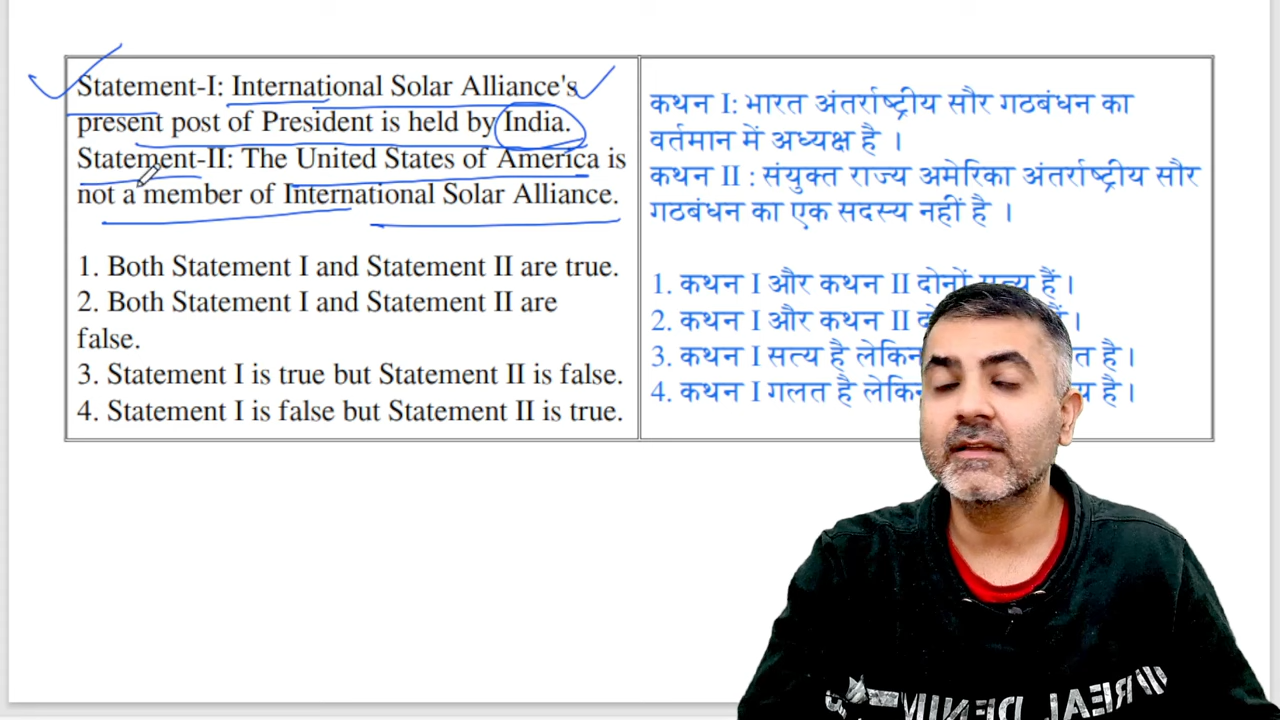 Statement-I: International Solar Alliance's
present post of President is held by India.
Statement-II: The United States of America is
not a member of International Solar Alliance.
1. Both Statement I and Statement II are true.
2. Both Statement I and Statement II are
false.
3. Statement I is true but Statement II is false.
4. Statement I is false but Statement II is true.
कथन I: भारत अंतर्राष्ट्रीय सौर गठबंधन का
वर्तमान में अध्यक्ष है ।
कथन II : संयुक्त राज्य अमेरिका अंतर्राष्ट्रीय सौर
गठबंधन का एक सदस्य नहीं है ।
1. कथन I और कथन II दोनों सत्य हैं।
2. कथन I और कथन II
3. कथन I सत्य है लेकिन है।
4. कथन I गलत है लेकिन है।
REAL DENIM